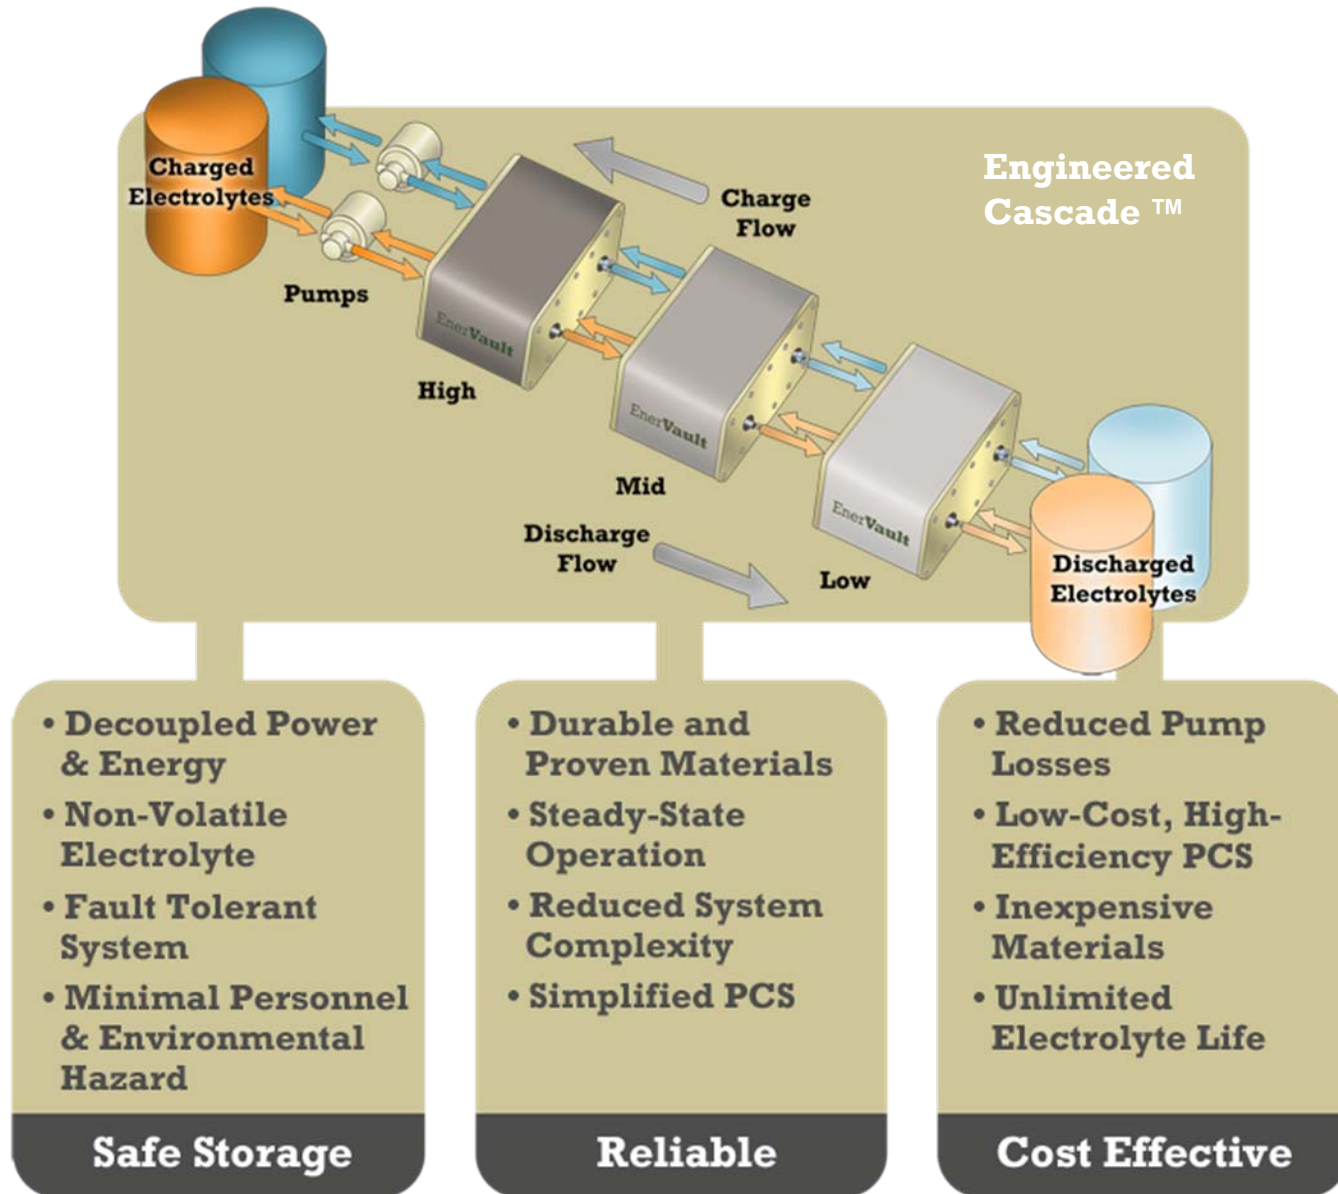 Charged
Electrolytes
Engineered
Cascade ™
Charge
Flow
Pumps
EnerVault
High
EnerVault
Mid
EnerVault
Low
Discharge
Flow
Discharged
Electrolytes
• Decoupled Power
& Energy
• Non-Volatile
Electrolyte
• Fault Tolerant
System
• Minimal Personnel
& Environmental
Hazard
Safe Storage
• Durable and
Proven Materials
• Steady-State
Operation
• Reduced System
Complexity
• Simplified PCS
Reliable
• Reduced Pump
Losses
• Low-Cost, High-
Efficiency PCS
• Inexpensive
Materials
• Unlimited
Electrolyte Life
Cost Effective